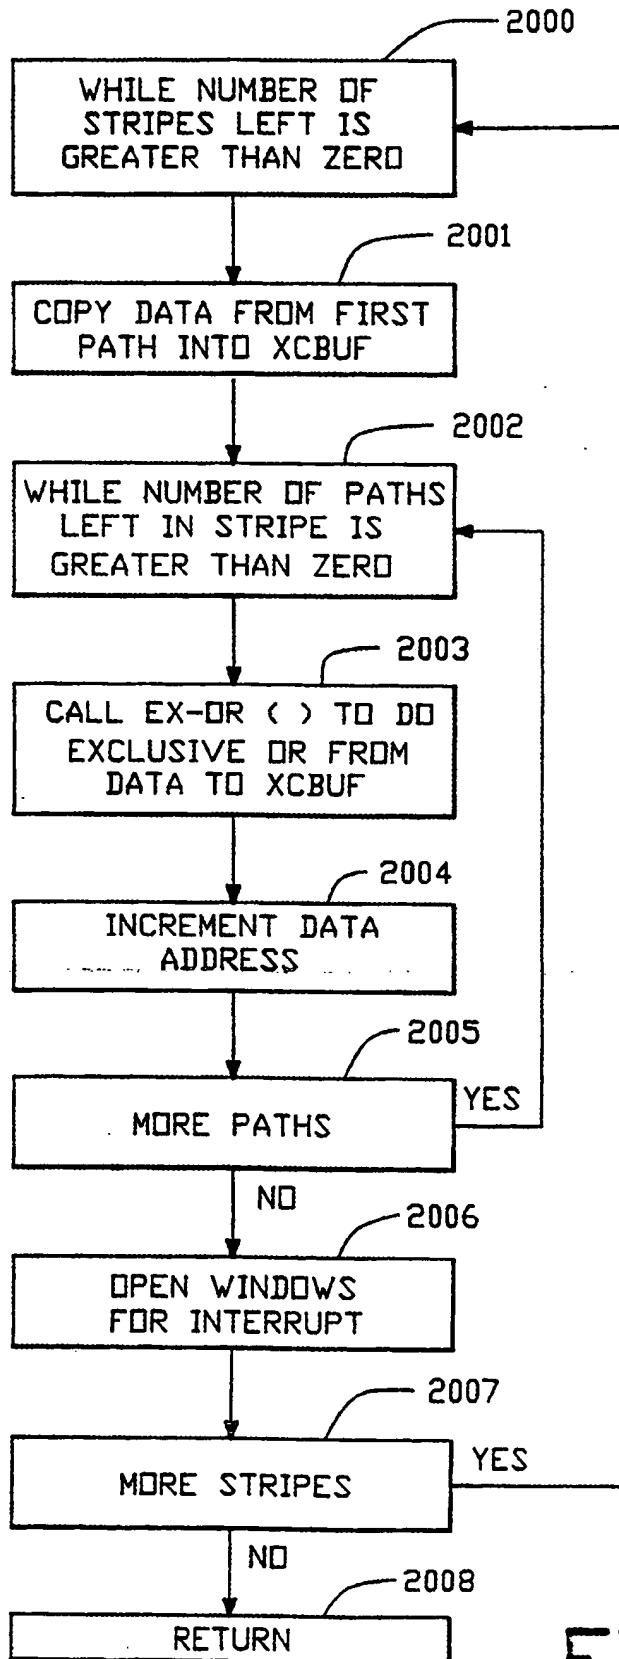 2000
WHILE NUMBER OF
STRIPES LEFT IS
GREATER THAN ZERO
2001
COPY DATA FROM FIRST
PATH INTO XCBUF
2002
WHILE NUMBER OF PATHS
LEFT IN STRIPE IS
GREATER THAN ZERO
2003
CALL EX-OR ( ) TO DO
EXCLUSIVE OR FROM
DATA TO XCBUF
2004
INCREMENT DATA
ADDRESS
2005
MORE PATHS
YES
NO
2006
OPEN WINDOWS
FOR INTERRUPT
2007
MORE STRIPES
YES
NO
2008
RETURN